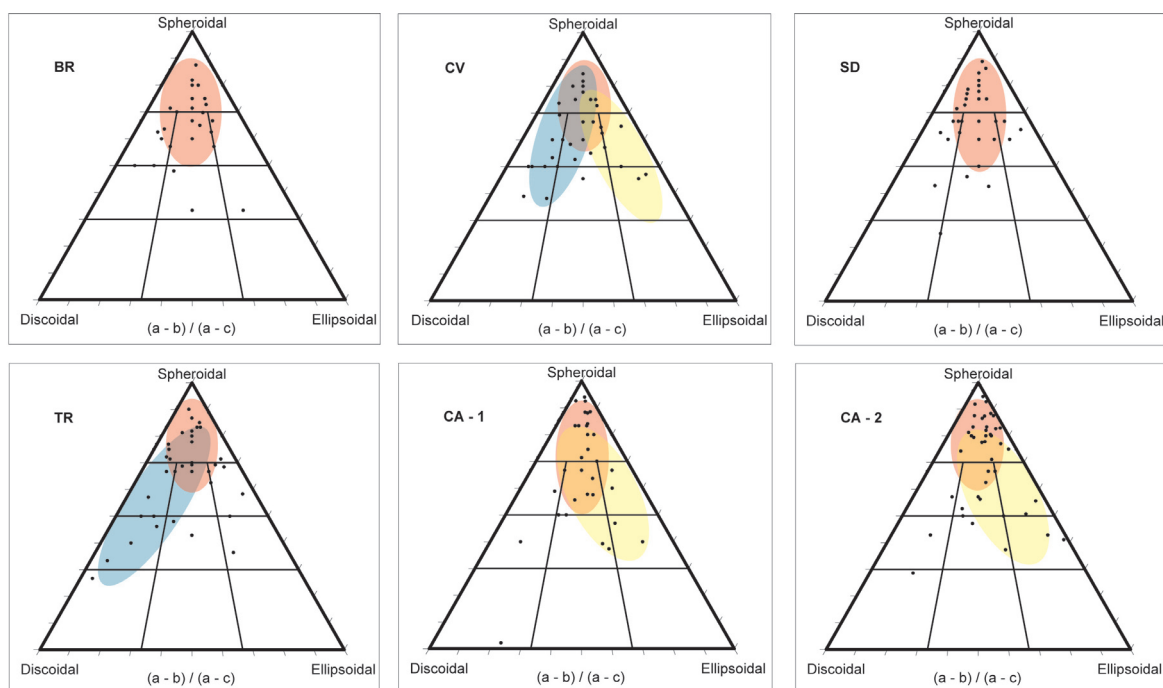 Spheroidal
BR
Discoidal
Ellipsoidal
(a - b) / (a - c)
Spheroidal
CV
Discoidal
Ellipsoidal
(a - b) / (a - c)
Spheroidal
SD
Discoidal
Ellipsoidal
(a - b) / (a - c)
Spheroidal
TR
Discoidal
Ellipsoidal
(a - b) / (a - c)
Spheroidal
CA - 1
Discoidal
Ellipsoidal
(a - b) / (a - c)
Spheroidal
CA - 2
Discoidal
Ellipsoidal
(a - b) / (a - c)